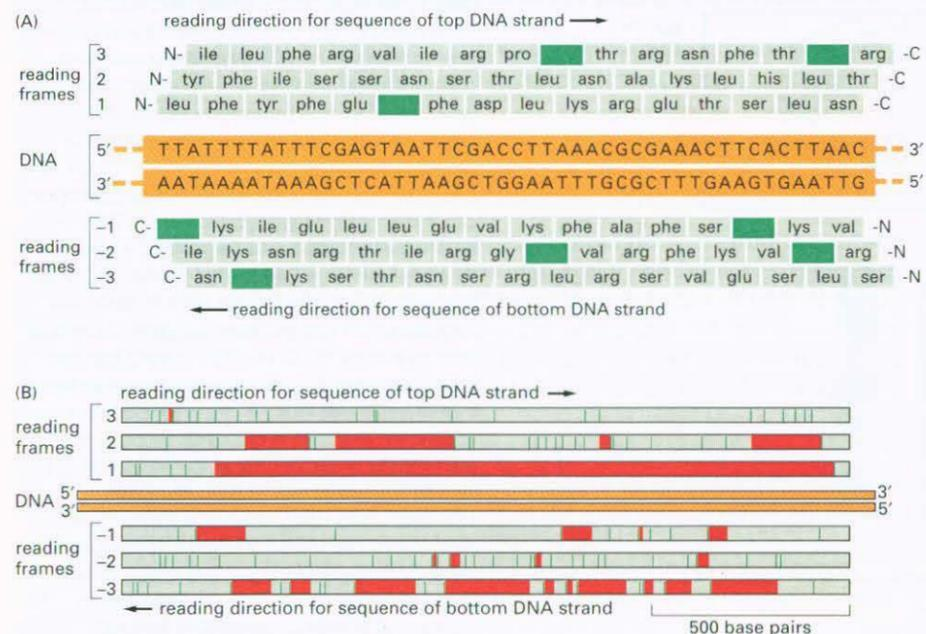 (A)
reading direction for sequence of top DNA strand
reading frames
3 N- ile leu phe arg val ile arg pro thr arg asn phe thr arg -C
2 N- tyr phe ile ser ser asn ser thr leu asn ala lys leu his leu thr -C
1 N- leu phe tyr phe glu phe asp leu lys arg glu thr ser leu asn -C
DNA
5′ TTATTTTATTTCGAGTAATTCGACCTTAAACGCGAAACTTCACTTAAC 3′
3′ AATAAAATAAAGCTCATTAAGCTGGAATTTGCGCTTTGAAGTGAATTG 5′
reading frames
–1 C- lys ile glu leu leu glu val lys phe ala phe ser lys val -N
–2 C- ile lys asn arg thr ile arg gly val arg phe lys val arg -N
–3 C- asn lys ser thr asn ser arg leu arg ser val glu ser leu ser -N
reading direction for sequence of bottom DNA strand
(B)
reading direction for sequence of top DNA strand
reading frames
3
2
1
DNA
5′ 3′
3′ 5′
reading frames
–1
–2
–3
reading direction for sequence of bottom DNA strand
500 base pairs